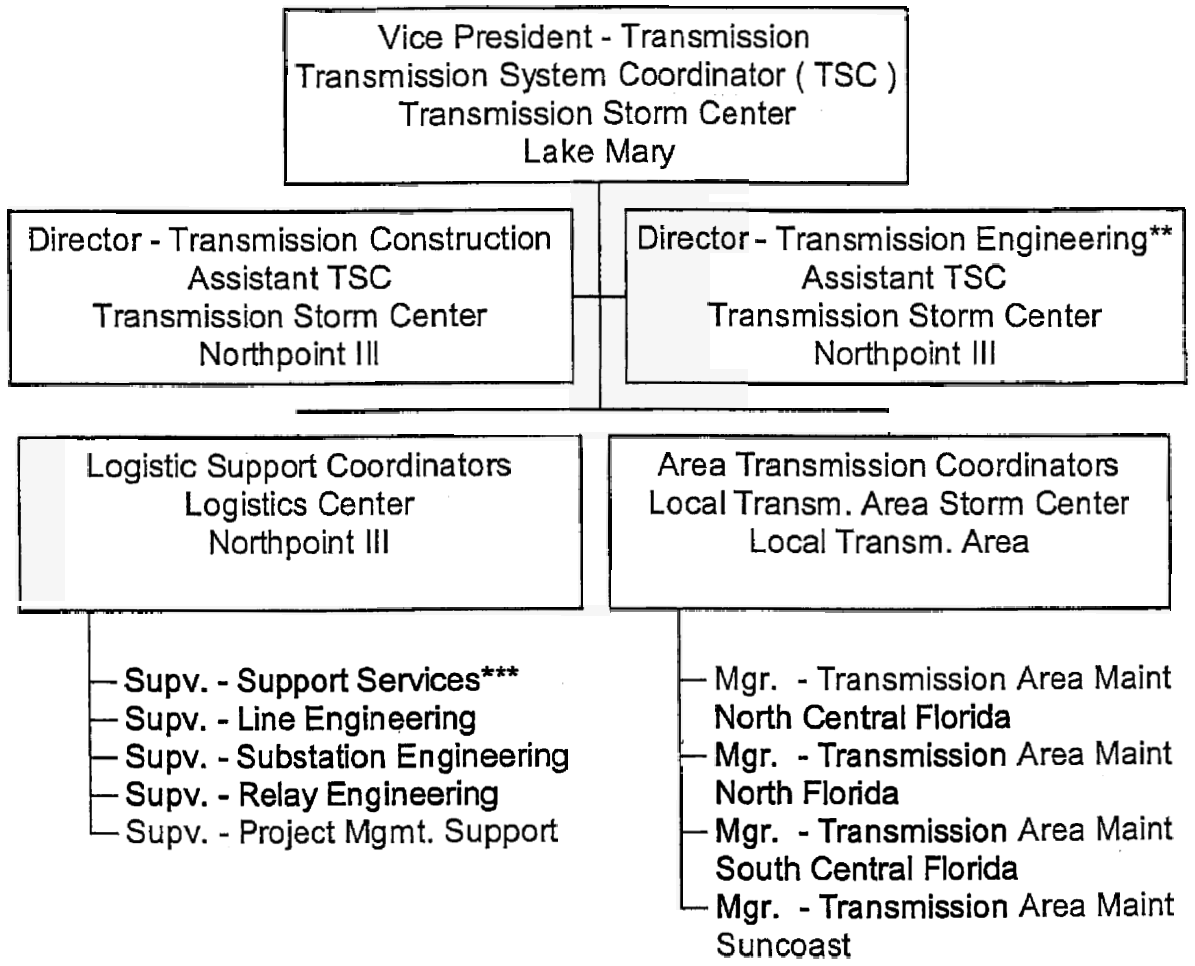 Vice President - Transmission
Transmission System Coordinator ( TSC )
Transmission Storm Center
Lake Mary
Director - Transmission Construction
Assistant TSC
Transmission Storm Center
Northpoint III
Director - Transmission Engineering**
Assistant TSC
Transmission Storm Center
Northpoint III
Logistic Support Coordinators
Logistics Center
Northpoint III
Area Transmission Coordinators
Local Transm. Area Storm Center
Local Transm. Area
Supv. - Support Services***
Supv. - Line Engineering
Supv. - Substation Engineering
Supv. - Relay Engineering
Supv. - Project Mgmt. Support
Mgr. - Transmission Area Maint
North Central Florida
Mgr. - Transmission Area Maint
North Florida
Mgr. - Transmission Area Maint
South Central Florida
Mgr. - Transmission Area Maint
Suncoast